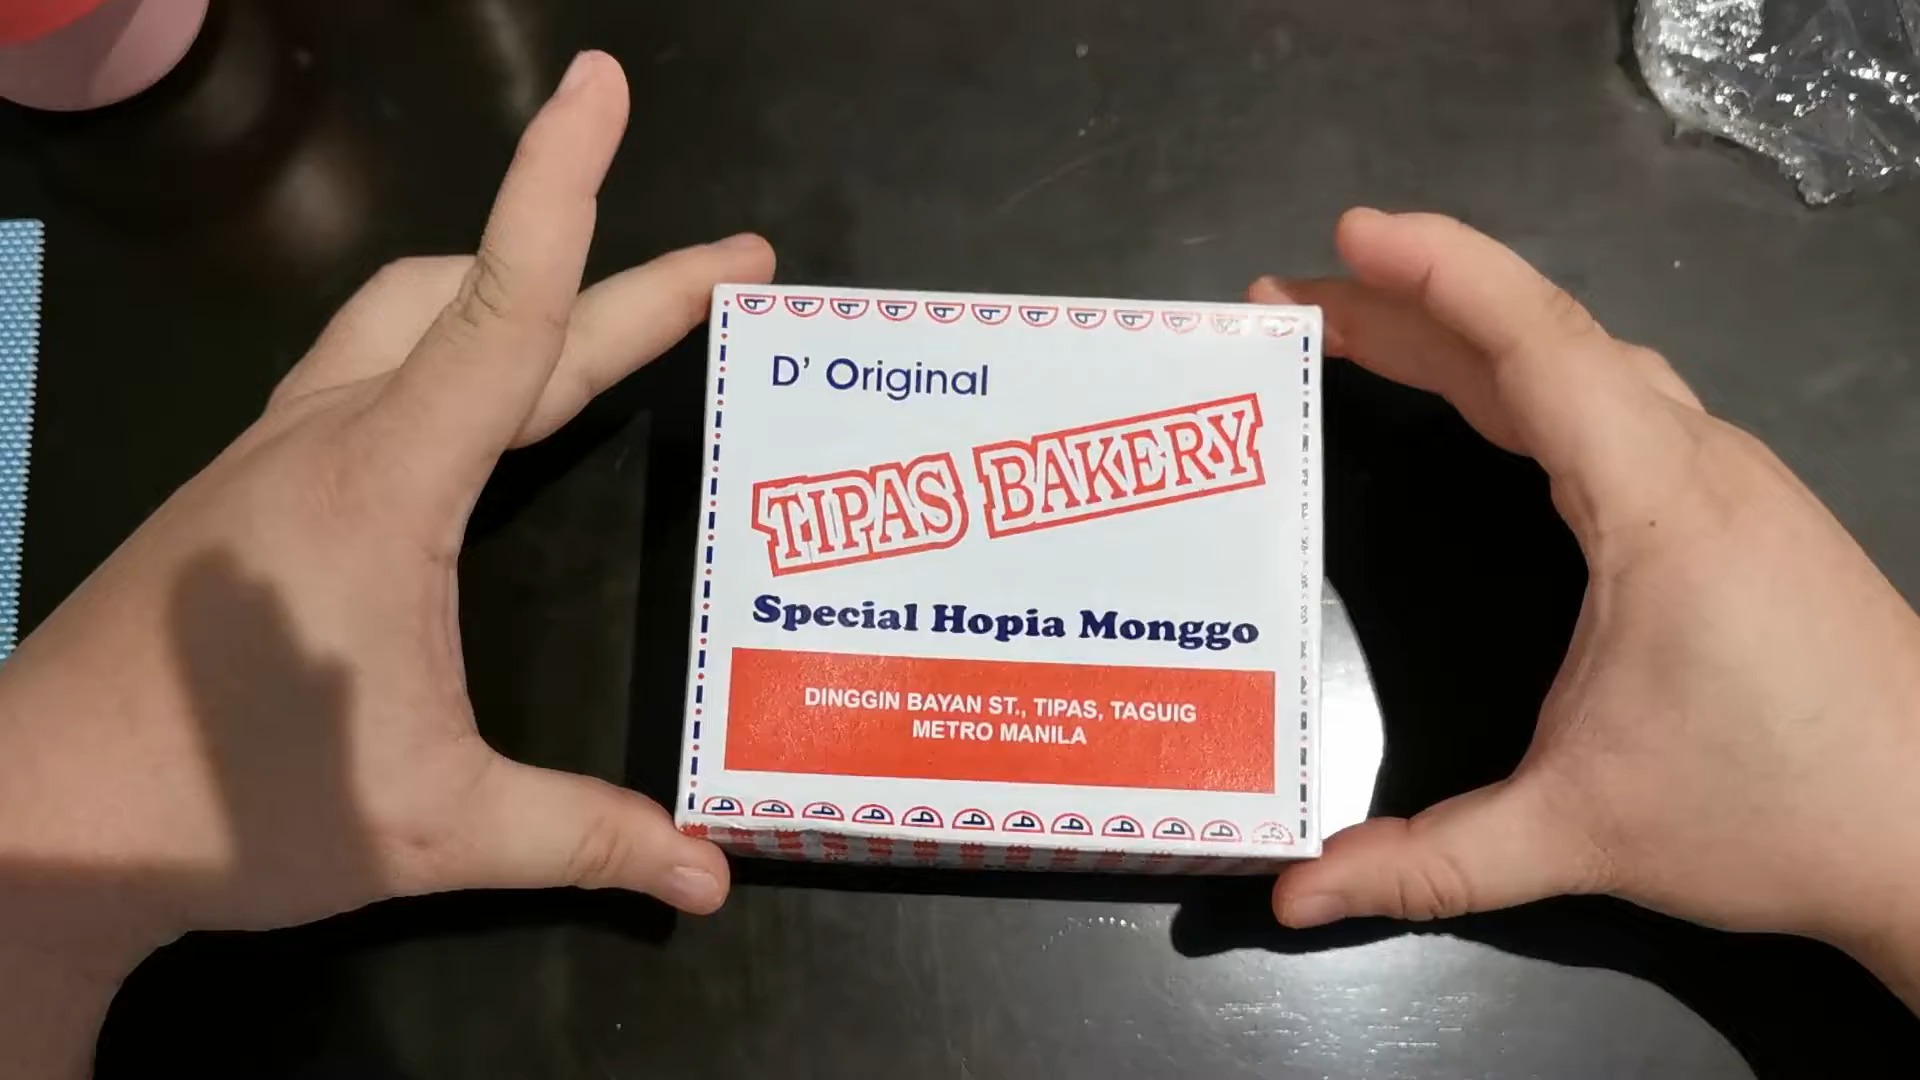 D' Original
TIPAS BAKERY
Special Hopia Monggo
DINGGIN BAYAN ST., TIPAS, TAGUIG
METRO MANILA